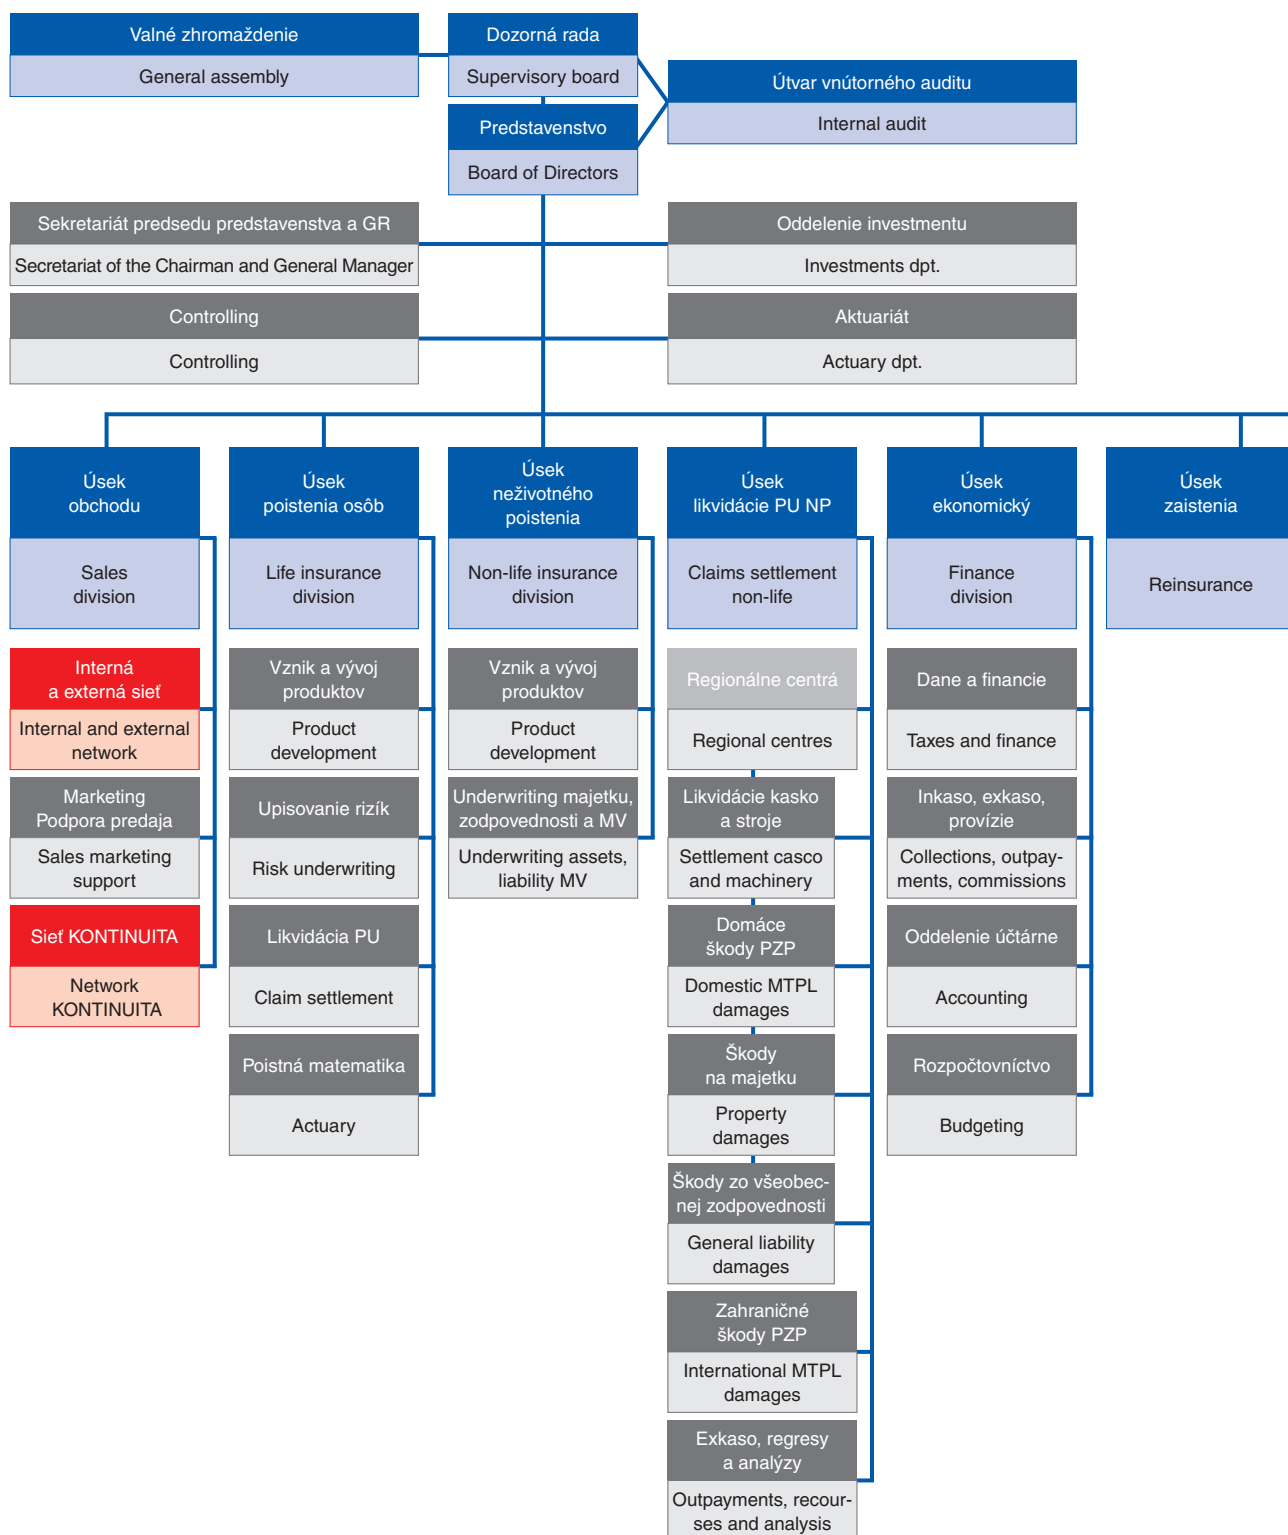 Valné zhromaždenie
General assembly
Dozorná rada
Supervisory board
Predstavenstvo
Board of Directors
Útvar vnútorného auditu
Internal audit
Sekretariát predsedu predstavenstva a GR
Secretariat of the Chairman and General Manager
Oddelenie investmentu
Investments dpt.
Controlling
Controlling
Aktuariát
Actuary dpt.
Úsek
obchodu
Sales
division
Interná
a externá sieť
Internal and external
network
Marketing
Podpora predaja
Sales marketing
support
Sieť KONTINUITA
Network
KONTINUITA
Úsek
poistenia osôb
Life insurance
division
Vznik a vývoj
produktov
Product
development
Upisovanie rizík
Risk underwriting
Likvidácia PU
Claim settlement
Poistná matematika
Actuary
Úsek
neživotného
poistenia
Non-life insurance
division
Vznik a vývoj
produktov
Product
development
Underwriting majetku,
zodpovednosti a MV
Underwriting assets,
liability MV
Úsek
likvidácie PU NP
Claims settlement
non-life
Regionálne centrá
Regional centres
Likvidácie kasko
a stroje
Settlement casco
and machinery
Domáce
škody PZP
Domestic MTPL
damages
Škody
na majetku
Property
damages
Škody zo všeobec-
nej zodpovednosti
General liability
damages
Zahraničné
škody PZP
International MTPL
damages
Exkaso, regresy
a analýzy
Outpayments, recour-
ses and analysis
Úsek
ekonomický
Finance
division
Dane a financie
Taxes and finance
Inkaso, exkaso,
provízie
Collections, outpay-
ments, commissions
Oddelenie účtárne
Accounting
Rozpočtovníctvo
Budgeting
Úsek
zaistenia
Reinsurance